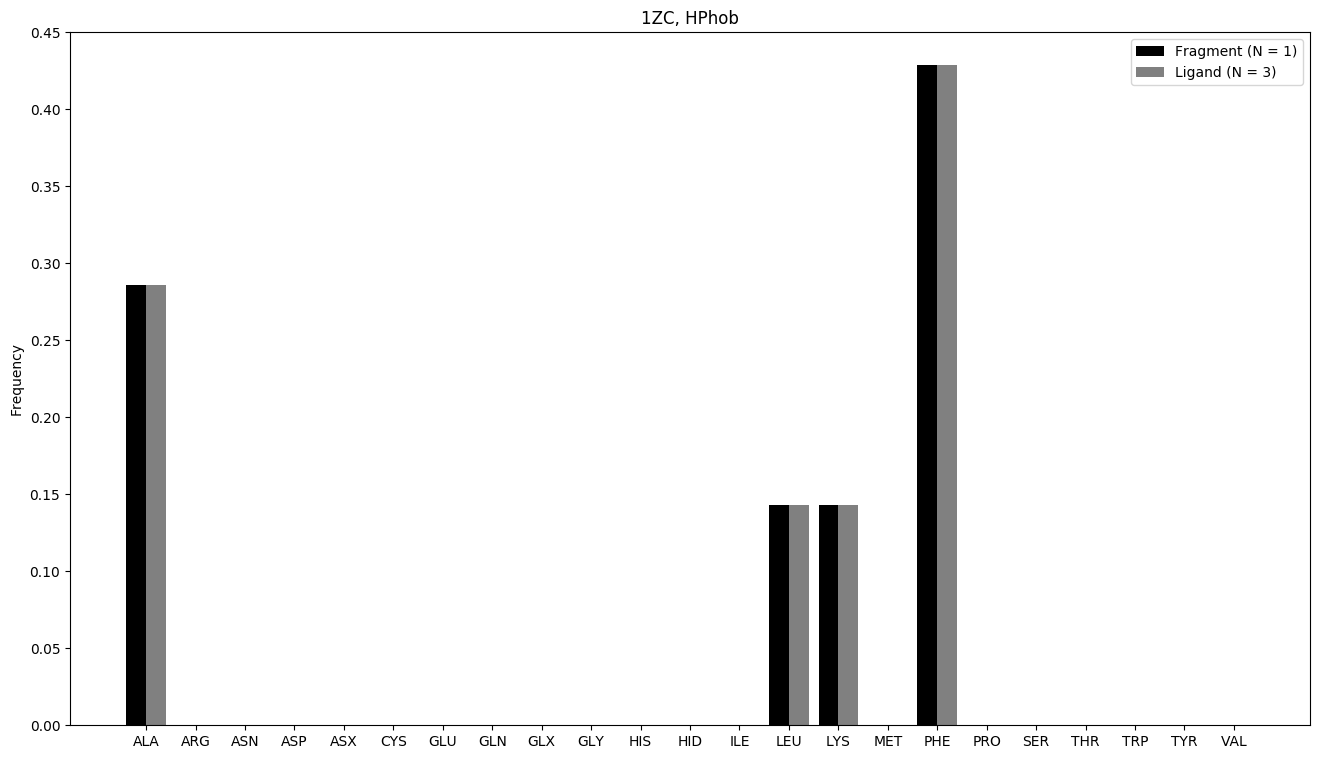 1ZC, HPhob
Fragment (N = 1)
Ligand (N = 3)
Frequency
0.45
0.40
0.35
0.30
0.25
0.20
0.15
0.10
0.05
0.00
ALA ARG ASN ASP ASX CYS GLU GLN GLX GLY HIS HID ILE LEU LYS MET PHE PRO SER THR TRP TYR VAL